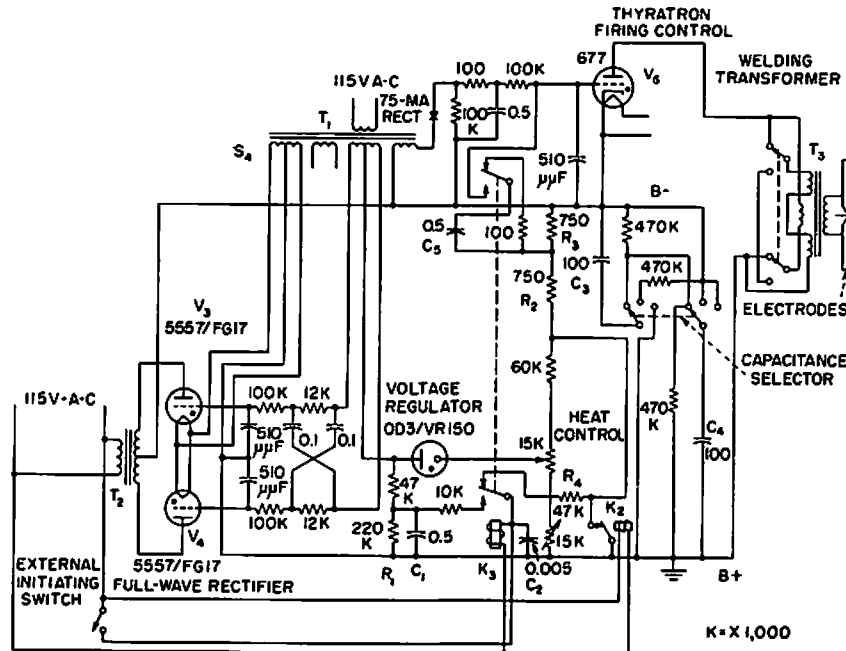 THYRATRON
FIRING CONTROL
677
V6
WELDING
TRANSFORMER
115V A-C
75-MA
RECT
100
100K
T1
100
K
0.5
S4
510
μμF
T3
B-
0.5
C5
100
750
R3
470K
750
R2
100
C3
470K
ELECTRODES
V3
5557/FG17
CAPACITANCE
SELECTOR
60K
115V-A-C
100K
12K
VOLTAGE
REGULATOR
OD3/VR150
HEAT
CONTROL
470
K
C4
100
510
μμF
0.1
0.1
15K
510
μμF
T2
47
K
10K
R4
47K
K2
100K
12K
V4
220
K
0.5
15K
5557/FG17
FULL-WAVE RECTIFIER
R1
C1
K3
0.005
C2
B+
EXTERNAL
INITIATING
SWITCH
K=X 1,000